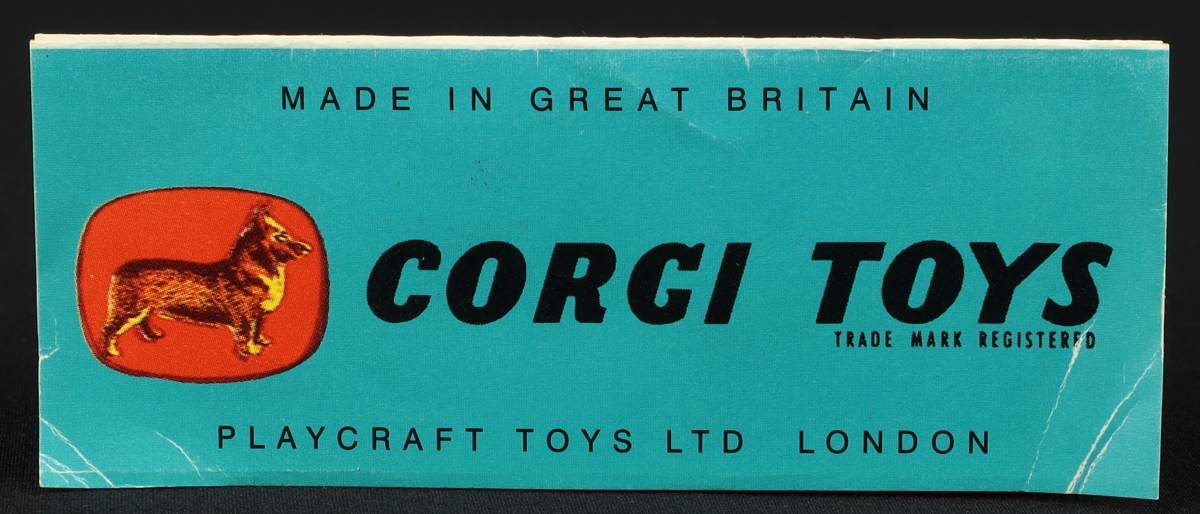 MADE IN GREAT BRITAIN
CORGI TOYS
TRADE MARK REGISTERED
PLAYCRAFT TOYS LTD LONDON